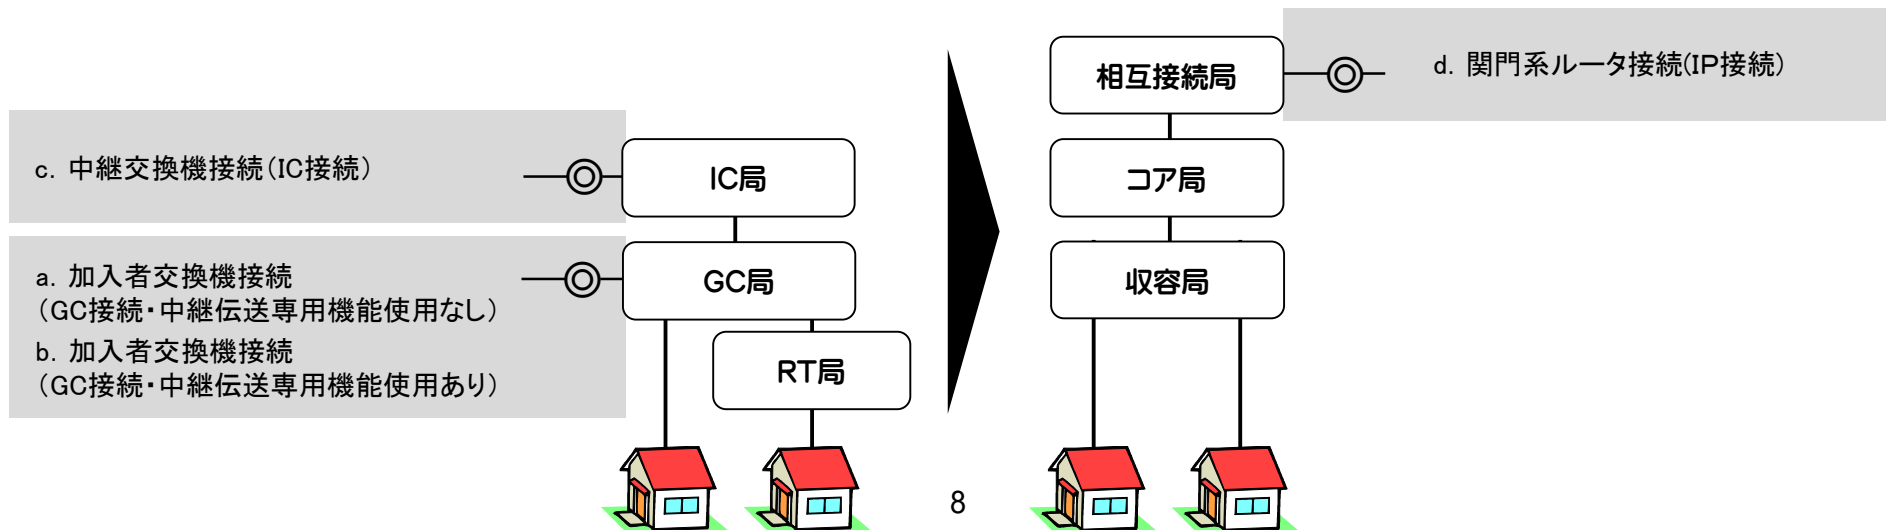 c. 中継交換機接続（IC接続）
a. 加入者交換機接続
（GC接続・中継伝送専用機能使用なし）
b. 加入者交換機接続
（GC接続・中継伝送専用機能使用あり）
IC局
GC局
RT局
相互接続局
コア局
収容局
d. 関門系ルータ接続(IP接続）
8